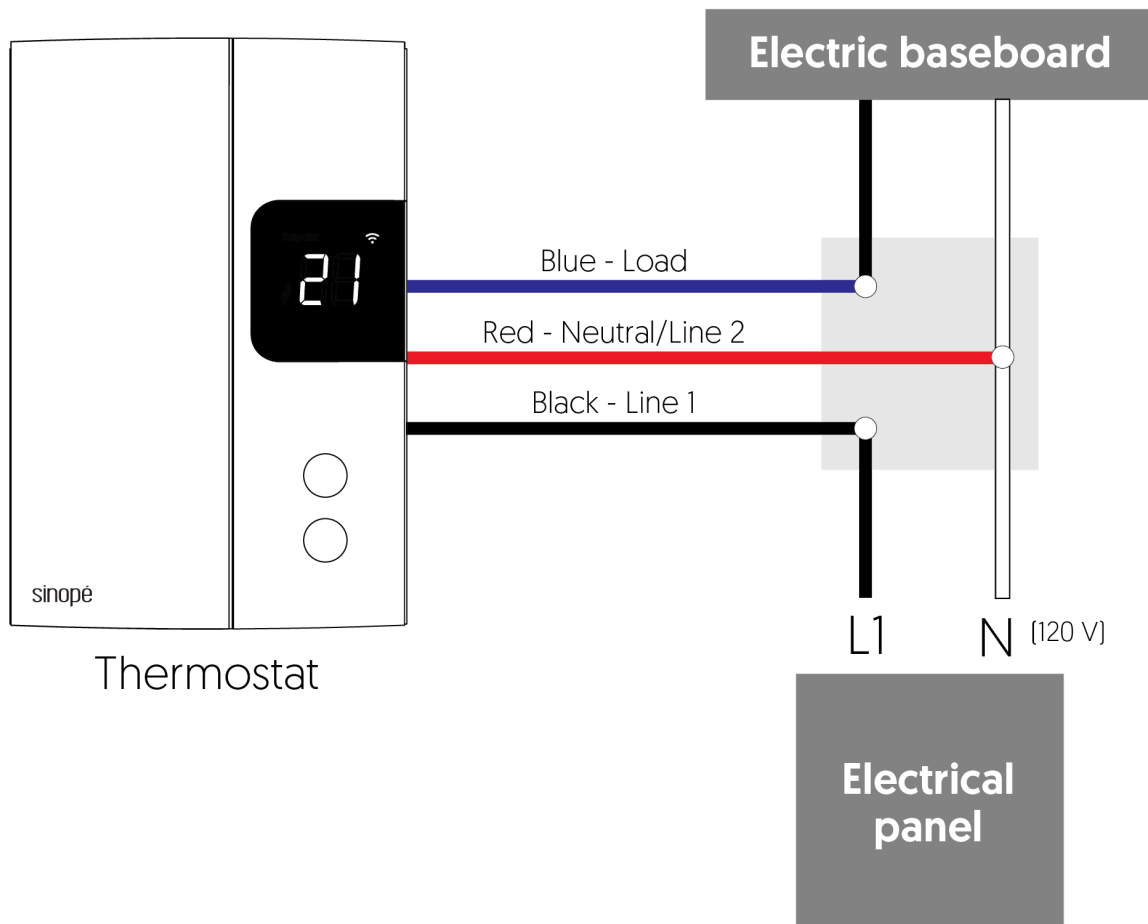 Electric baseboard
21
Blue - Load
Red - Neutral/Line 2
Black - Line 1
sinopé
Thermostat
L1
N (120 V)
Electrical
panel